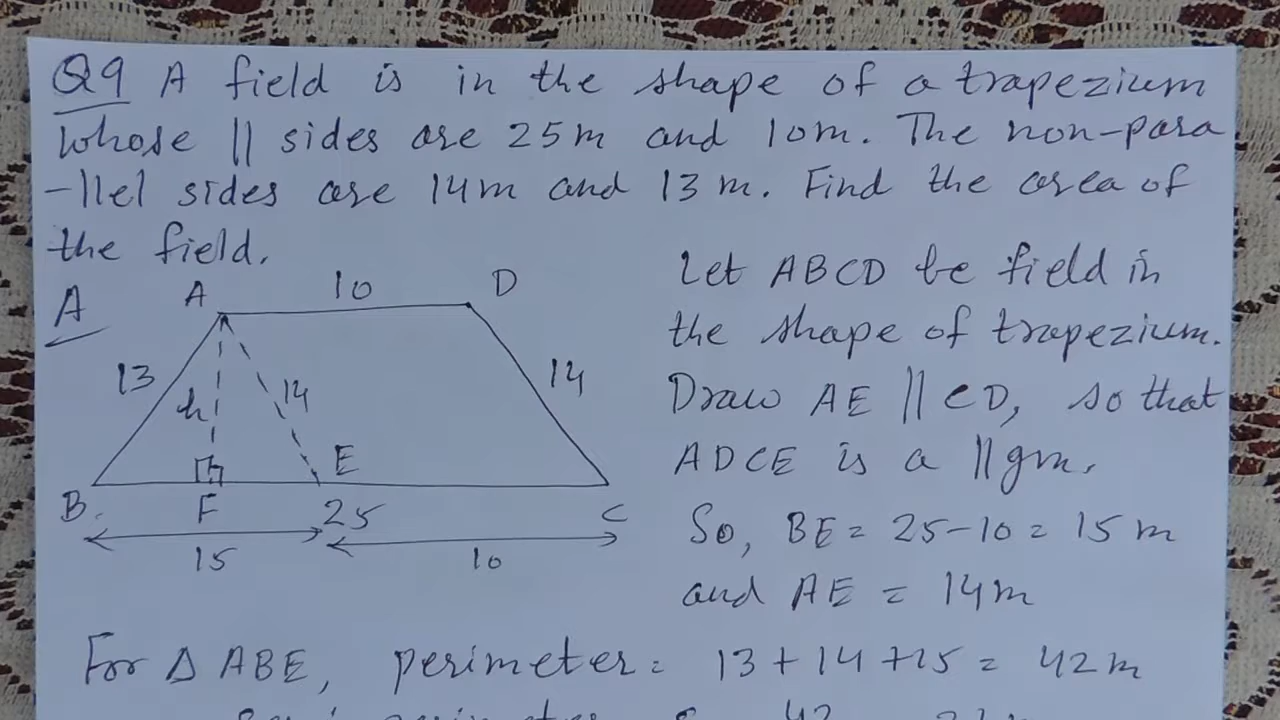 Q9 A field is in the shape of a trapezium
whose || sides are 25m and 10m. The non-para
-llel sides are 14m and 13 m. Find the area of
the field.
A
A 10 D
13 h 14 14
B F E 25 C
15 10
Let ABCD be field in
the shape of trapezium.
Draw AE || CD, so that
ADCE is a ||gm.
So, BE = 25-10 = 15 m
and AE = 14m
For Δ ABE, perimeter = 13+14+15 = 42m